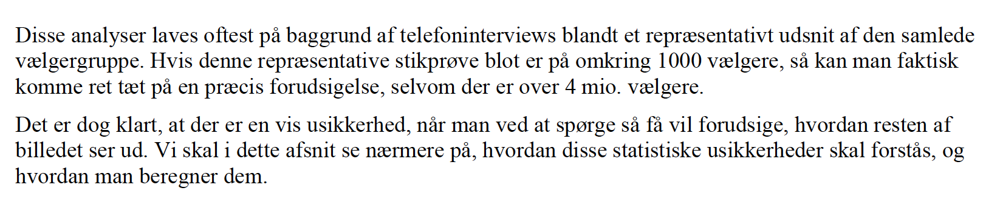 Disse analyser laves oftest på baggrund af telefoninterviews blandt et repræsentativt udsnit af den samlede
vælgergruppe. Hvis denne repræsentative stikprøve blot er på omkring 1000 vælgere, så kan man faktisk
komme ret tæt på en præcis forudsigelse, selvom der er over 4 mio. vælgere.
Det er dog klart, at der er en vis usikkerhed, når man ved at spørge så få vil forudsige, hvordan resten af
billedet ser ud. Vi skal i dette afsnit se nærmere på, hvordan disse statistiske usikkerheder skal forstås, og
hvordan man beregner dem.